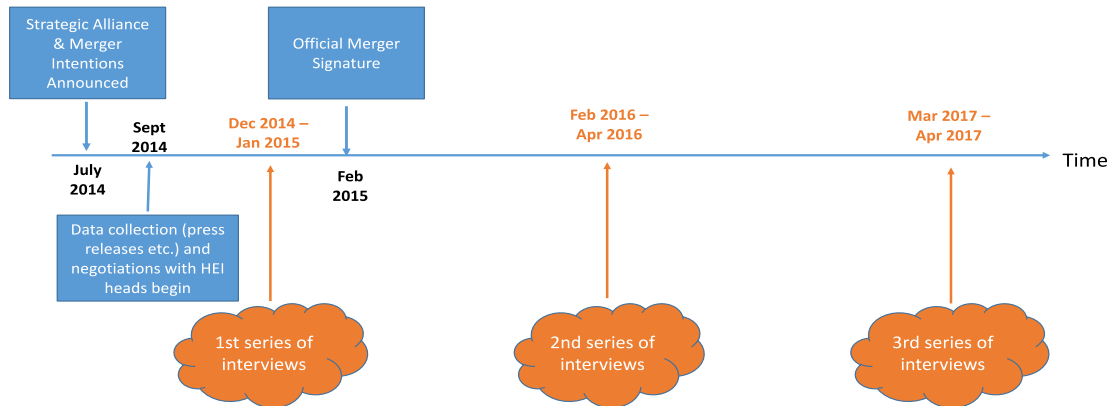 Strategic Alliance
& Merger
Intentions
Announced
Official Merger
Signature
Sept
2014
Dec 2014 –
Jan 2015
Feb 2016 –
Apr 2016
Mar 2017 –
Apr 2017
Time
July
2014
Feb
2015
Data collection (press
releases etc.) and
negotiations with HEI
heads begin
1st series of
interviews
2nd series of
interviews
3rd series of
interviews